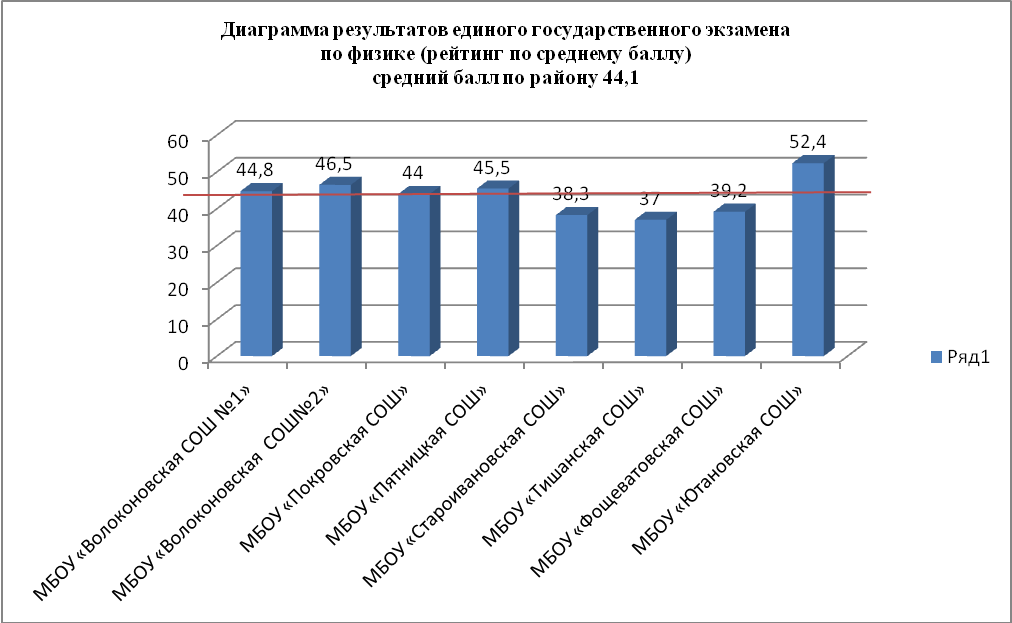 Диаграмма результатов единого государственного экзамена
по физике (рейтинг по среднему баллу)
средний балл по району 44,1
60
50
40
30
20
10
0
44,8
46,5
44
45,5
38,3
37
39,2
52,4
МБОУ «Волоконовская СОШ №1»
МБОУ «Волоконовская СОШ№2»
МБОУ «Покровская СОШ»
МБОУ «Пятницкая СОШ»
МБОУ «Староивановская СОШ»
МБОУ «Тишанская СОШ»
МБОУ «Фощеватовская СОШ»
МБОУ «Ютановская СОШ»
Ряд1